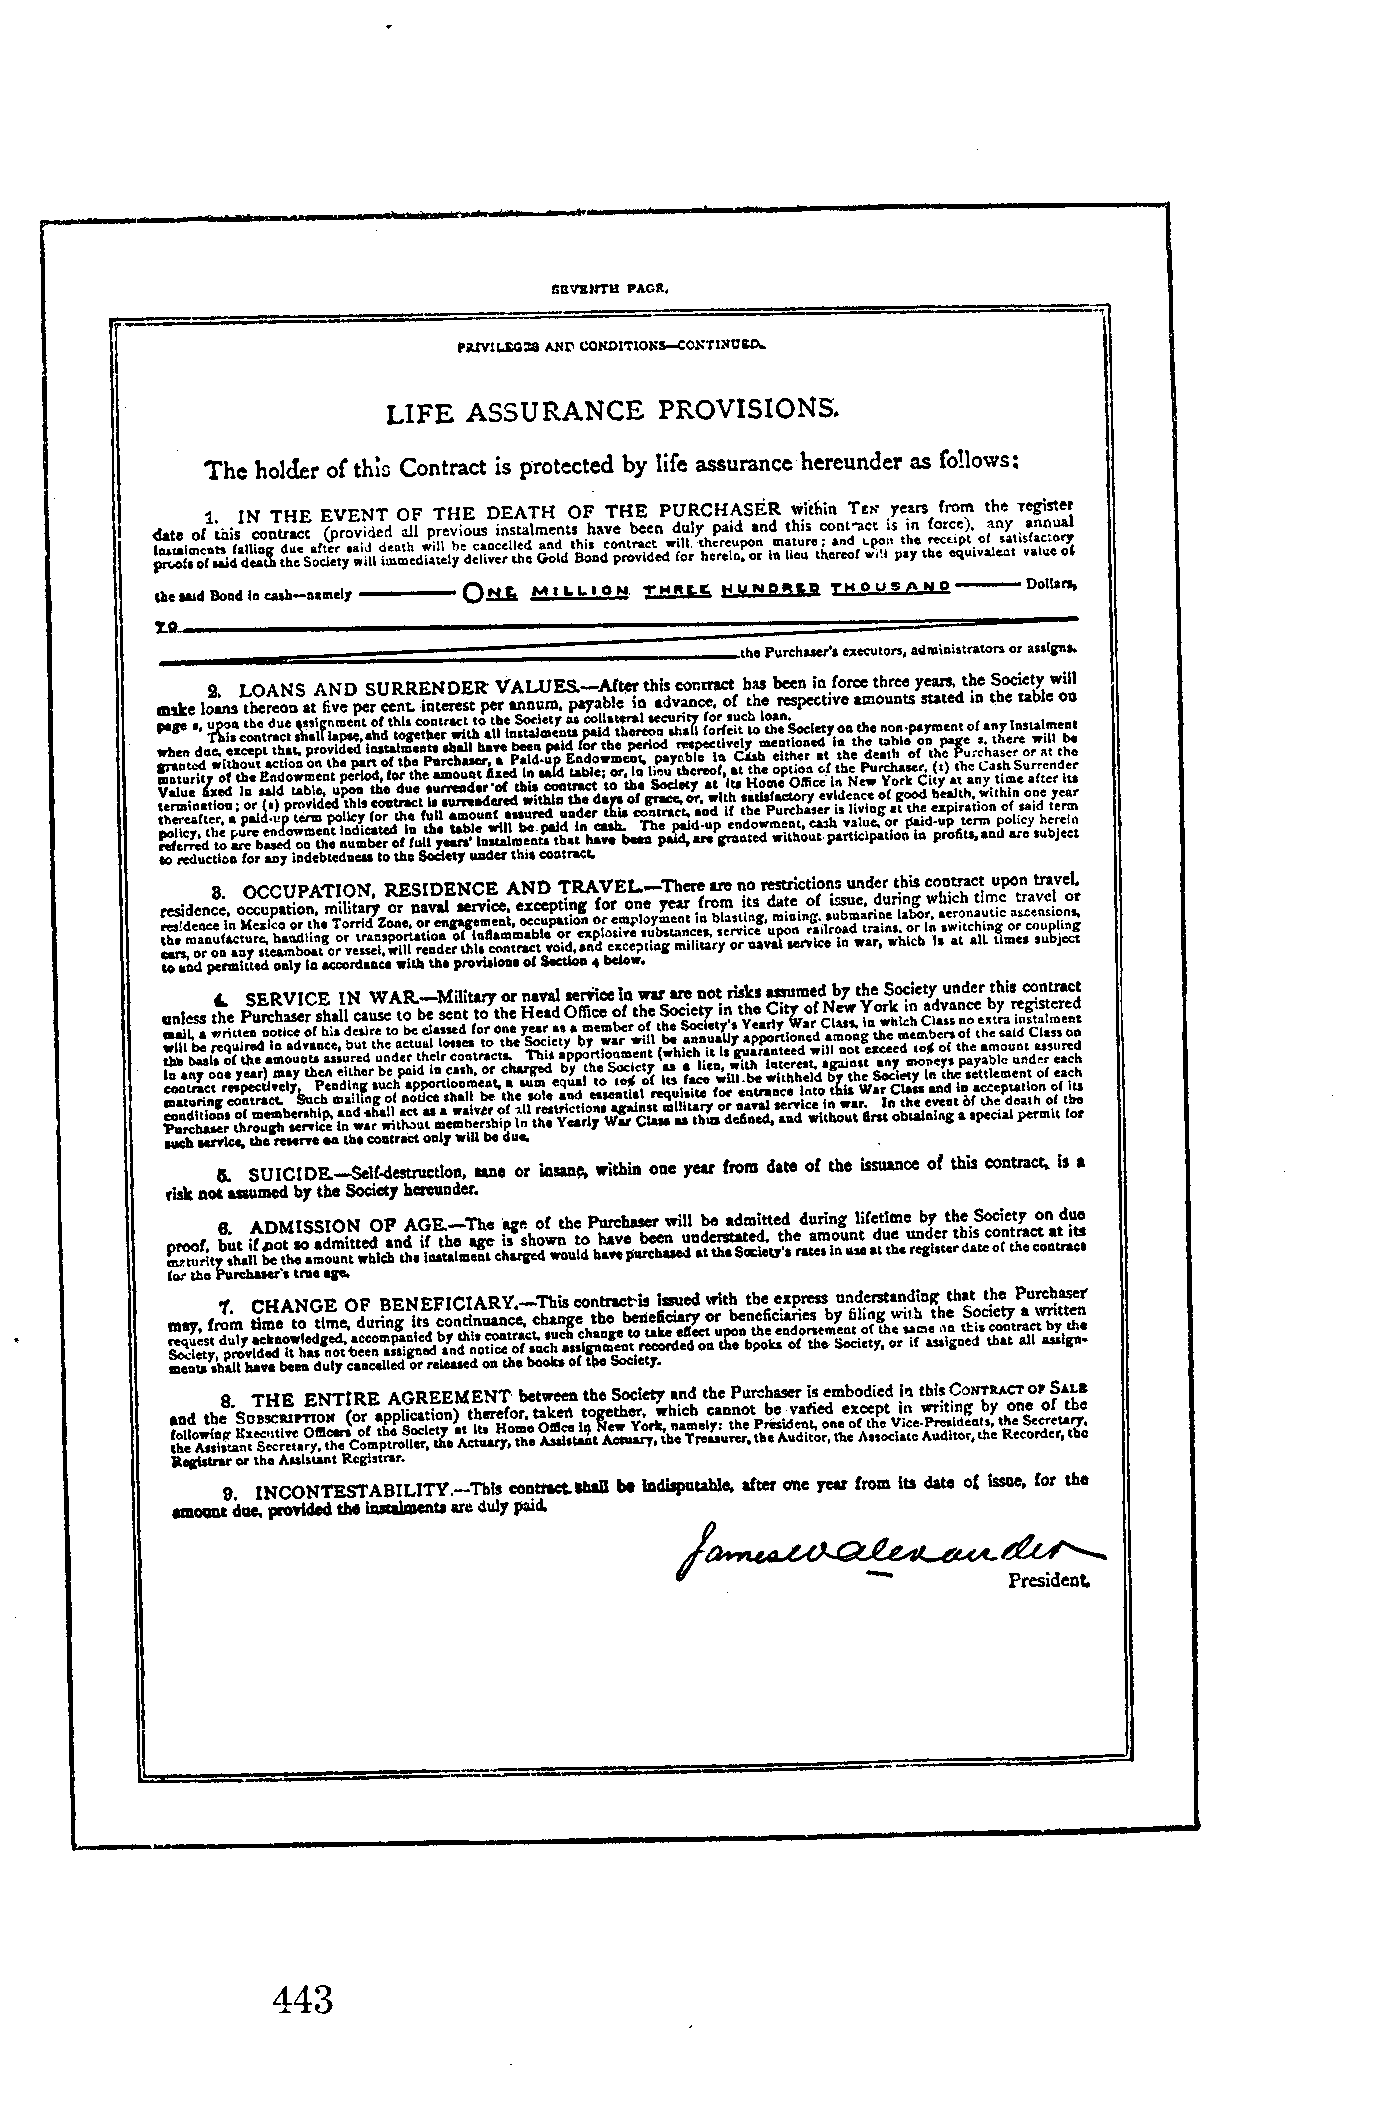 SEVENTH PAGE.
PRIVILEGES AND CONDITIONS—CONTINUED.
LIFE ASSURANCE PROVISIONS.
The holder of this Contract is protected by life assurance hereunder as follows:
1. IN THE EVENT OF THE DEATH OF THE PURCHASER within TEN years from the register
date of this contract (provided all previous instalments have been duly paid and this contract is in force), any annual
instalments falling due after said death will be cancelled and this contract will thereupon mature; and upon the receipt of satisfactory
proofs of said death the Society will immediately deliver the Gold Bond provided for herein, or in lieu thereof will pay the equivalent value of
the said Bond in cash—namely ONE MILLION THREE HUNDRED THOUSAND Dollars,
TO
the Purchaser's executors, administrators or assigns.
2. LOANS AND SURRENDER VALUES.—After this contract has been in force three years, the Society will
make loans thereon at five per cent. interest per annum, payable in advance, of the respective amounts stated in the table on
page 2, upon the due assignment of this contract to the Society as collateral security for such loan.
This contract shall lapse, and together with all instalments paid thereon shall forfeit to the Society on the non-payment of any Instalment
when due, except that, provided instalments shall have been paid for the period respectively mentioned in the table on page 2, there will be
granted without action on the part of the Purchaser, a Paid-up Endowment, payable in Cash either at the death of the Purchaser or at the
maturity of the Endowment period, for the amount fixed in said table; or, in lieu thereof, at the option of the Purchaser, (1) the Cash Surrender
Value fixed in said table, upon the due surrender of this contract to the Society at its Home Office in New York City at any time after its
termination; or (2) provided this contract is surrendered within the days of grace, or, with satisfactory evidence of good health, within one year
thereafter, a paid-up term policy for the full amount assured under this contract, and if the Purchaser is living at the expiration of said term
policy, the pure endowment indicated in the table will be paid in cash. The paid-up endowment, cash value, or paid-up term policy herein
referred to are based on the number of full years' instalments that have been paid, are granted without participation in profits, and are subject
to reduction for any indebtedness to the Society under this contract.
3. OCCUPATION, RESIDENCE AND TRAVEL.—There are no restrictions under this contract upon travel,
residence, occupation, military or naval service, excepting for one year from its date of issue, during which time travel or
residence in Mexico or the Torrid Zone, or engagement, occupation or employment in blasting, mining, submarine labor, aeronautic ascensions,
the manufacture, handling or transportation of inflammable or explosive substances, service upon railroad trains, or in switching or coupling
cars, or on any steamboat or vessel, will render this contract void, and excepting military or naval service in war, which is at all times subject
to and permitted only in accordance with the provisions of Section 4 below.
4. SERVICE IN WAR.—Military or naval service in war are not risks assumed by the Society under this contract
unless the Purchaser shall cause to be sent to the Head Office of the Society in the City of New York in advance by registered
mail, a written notice of his desire to be classed for one year as a member of the Society's Yearly War Class, in which Class no extra instalment
will be required in advance, but the actual losses to the Society by war will be annually apportioned among the members of the said Class on
the basis of the amounts assured under their contracts. This apportionment (which it is guaranteed will not exceed 10% of the amount assured
in any one year) may then either be paid in cash, or charged by the Society as a lien, with interest, against any moneys payable under each
contract respectively. Pending such apportionment, a sum equal to 10% of its face will be withheld by the Society in the settlement of each
maturing contract. Such mailing of notice shall be the sole and essential requisite for entrance into this War Class and in acceptation of its
conditions of membership, and shall act as a waiver of all restrictions against military or naval service in war. In the event of the death of the
Purchaser through service in war without membership in the Yearly War Class as thus defined, and without first obtaining a special permit for
such service, the reserve on the contract only will be due.
5. SUICIDE.—Self-destruction, sane or insane, within one year from date of the issuance of this contract, is a
risk not assumed by the Society hereunder.
6. ADMISSION OF AGE.—The age of the Purchaser will be admitted during lifetime by the Society on due
proof, but if not so admitted and if the age is shown to have been understated, the amount due under this contract at its
maturity shall be the amount which the instalment charged would have purchased at the Society's rates in use at the register date of the contract
for the Purchaser's true age.
7. CHANGE OF BENEFICIARY.—This contract is issued with the express understanding that the Purchaser
may, from time to time, during its continuance, change the beneficiary or beneficiaries by filing with the Society a written
request duly acknowledged, accompanied by this contract, such change to take effect upon the endorsement of the same on this contract by the
Society, provided it has not been assigned and notice of such assignment recorded on the books of the Society, or if assigned that all assign-
ments shall have been duly cancelled or released on the books of the Society.
8. THE ENTIRE AGREEMENT between the Society and the Purchaser is embodied in this CONTRACT OF SALE
and the SUBSCRIPTION (or application) therefor, taken together, which cannot be varied except in writing by one of the
following Executive Officers of the Society at its Home Office in New York, namely: the President, one of the Vice-Presidents, the Secretary,
the Assistant Secretary, the Comptroller, the Actuary, the Assistant Actuary, the Treasurer, the Auditor, the Associate Auditor, the Recorder, the
Registrar or the Assistant Registrar.
9. INCONTESTABILITY.—This contract shall be indisputable, after one year from its date of issue, for the
amount due, provided the instalments are duly paid.
James W Alexander
President.
443